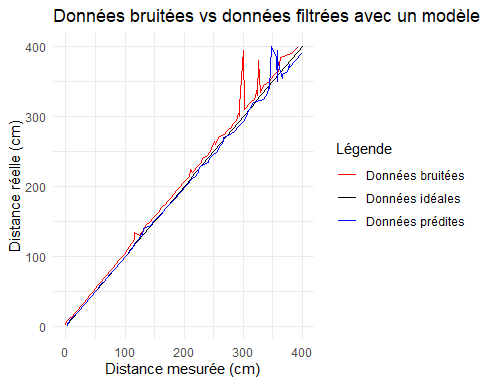 Données bruitées vs données filtrées avec un modèle
400
300
200
100
0
Distance réelle (cm)
0 100 200 300 400
Distance mesurée (cm)
Légende
Données bruitées
Données idéales
Données prédites